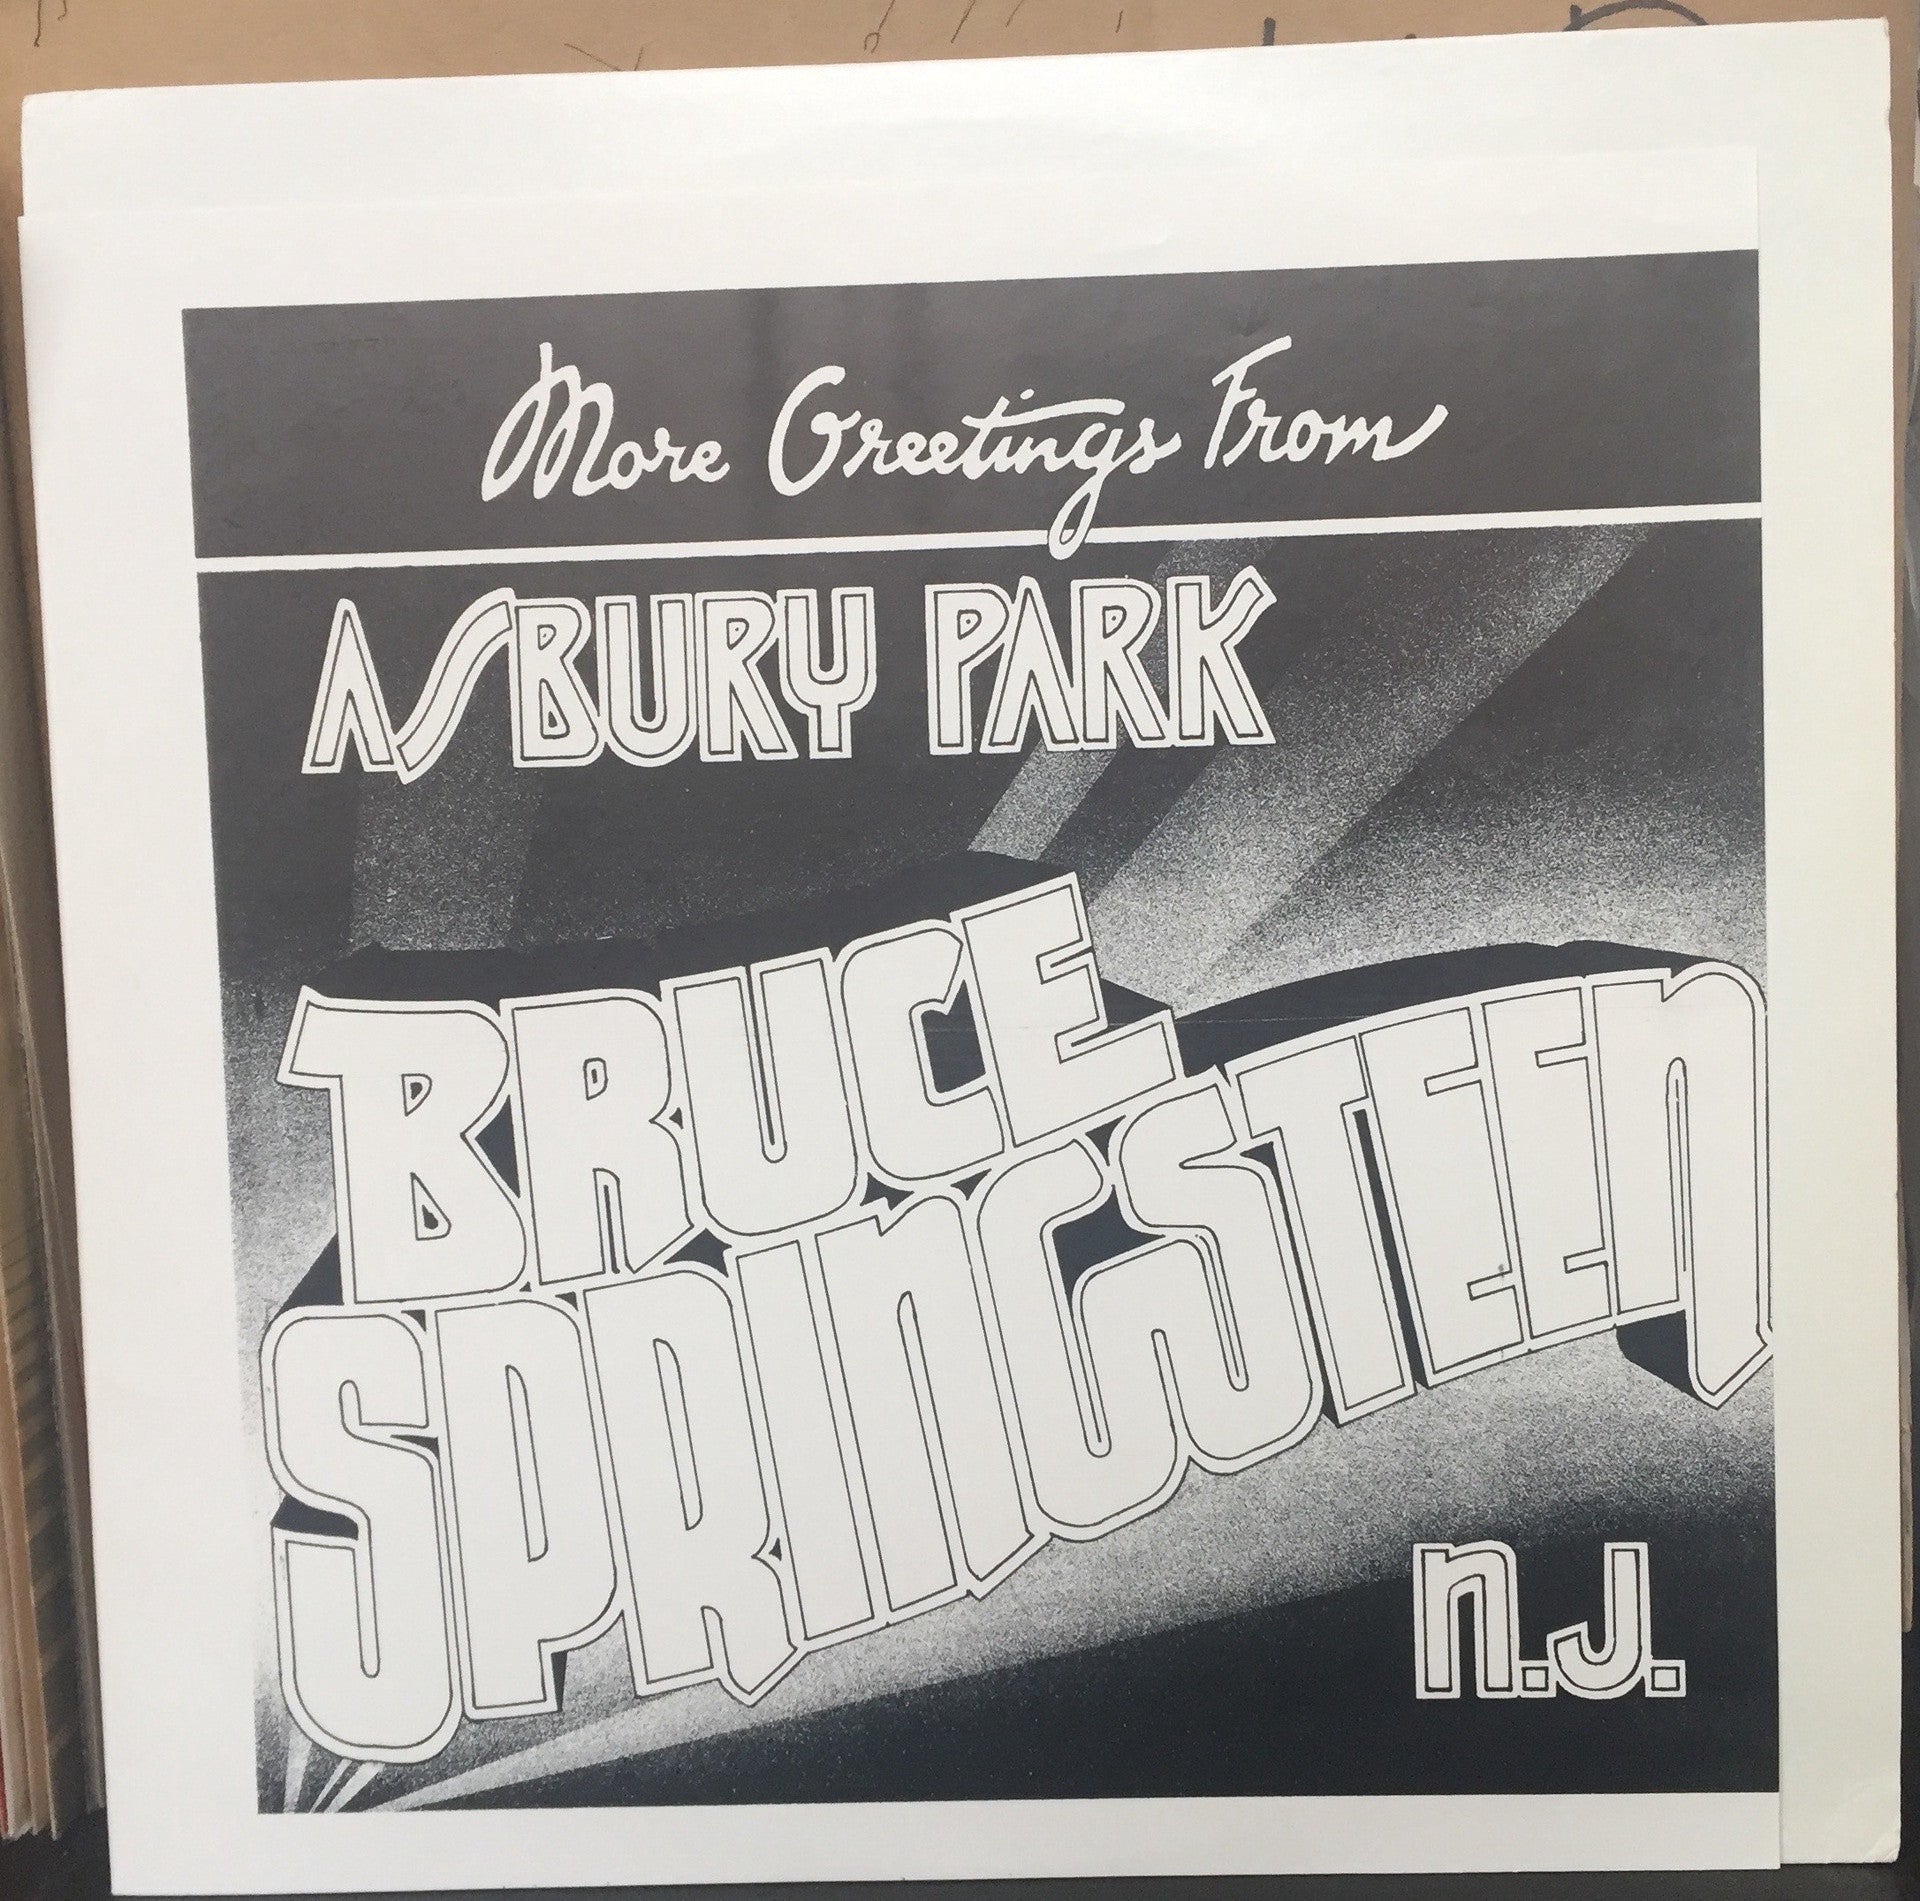 More Greetings From
ASBURY PARK
BRUCE
SPRINGSTEEN
N.J.